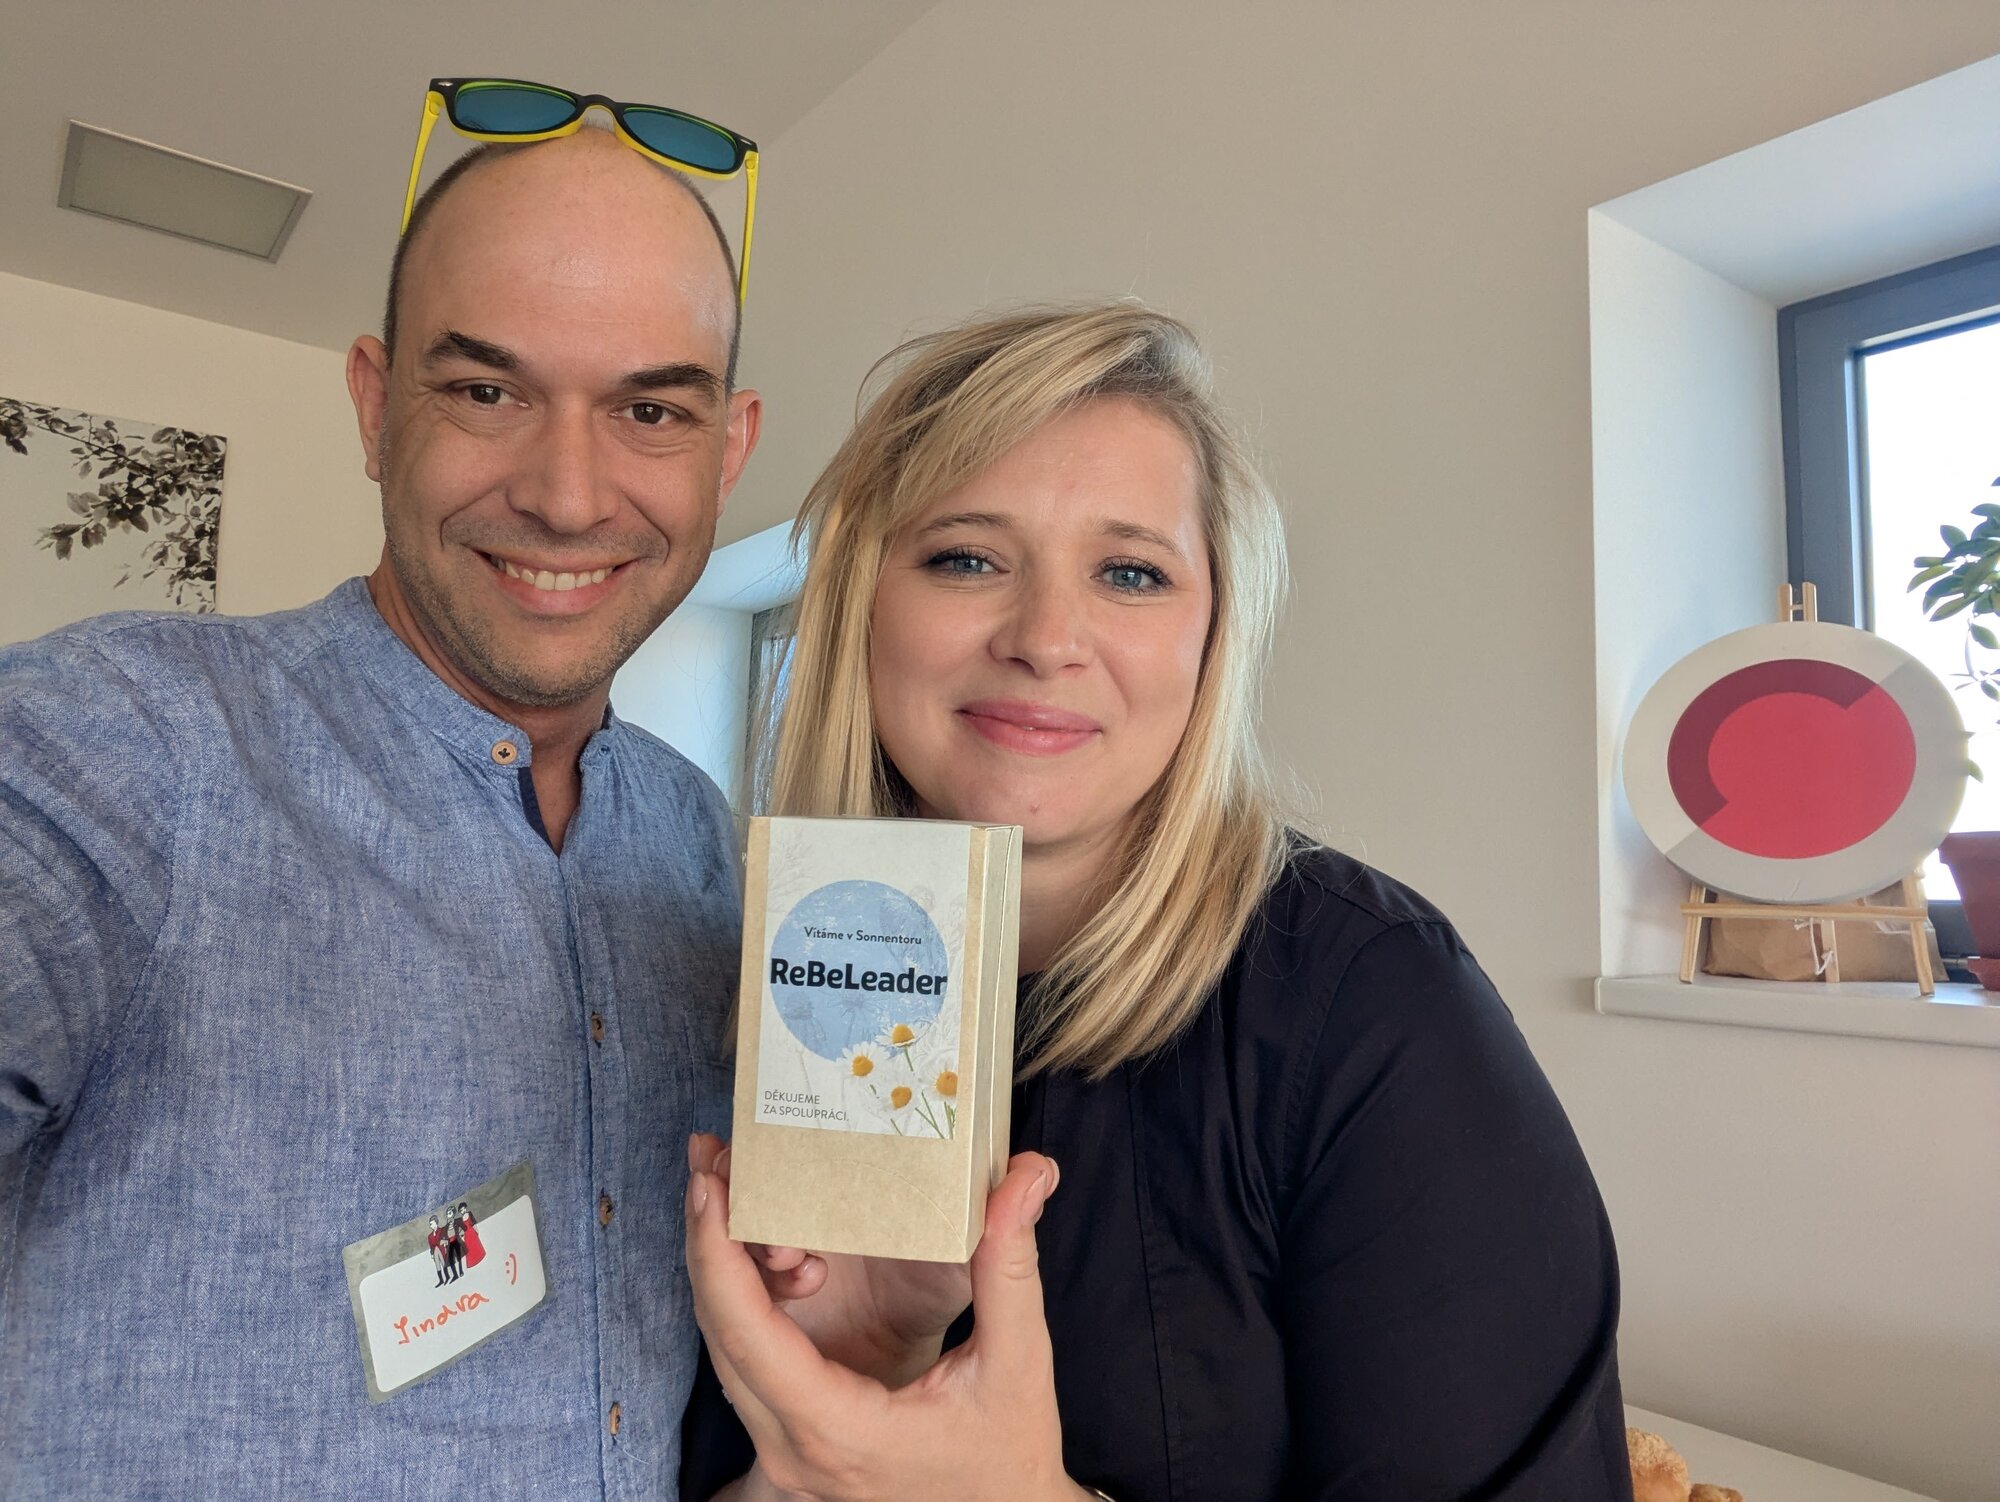 Vítáme v Sonnentoru
ReBeLeader
DĚKUJEME
ZA SPOLUPRÁCI.
Jindra :)